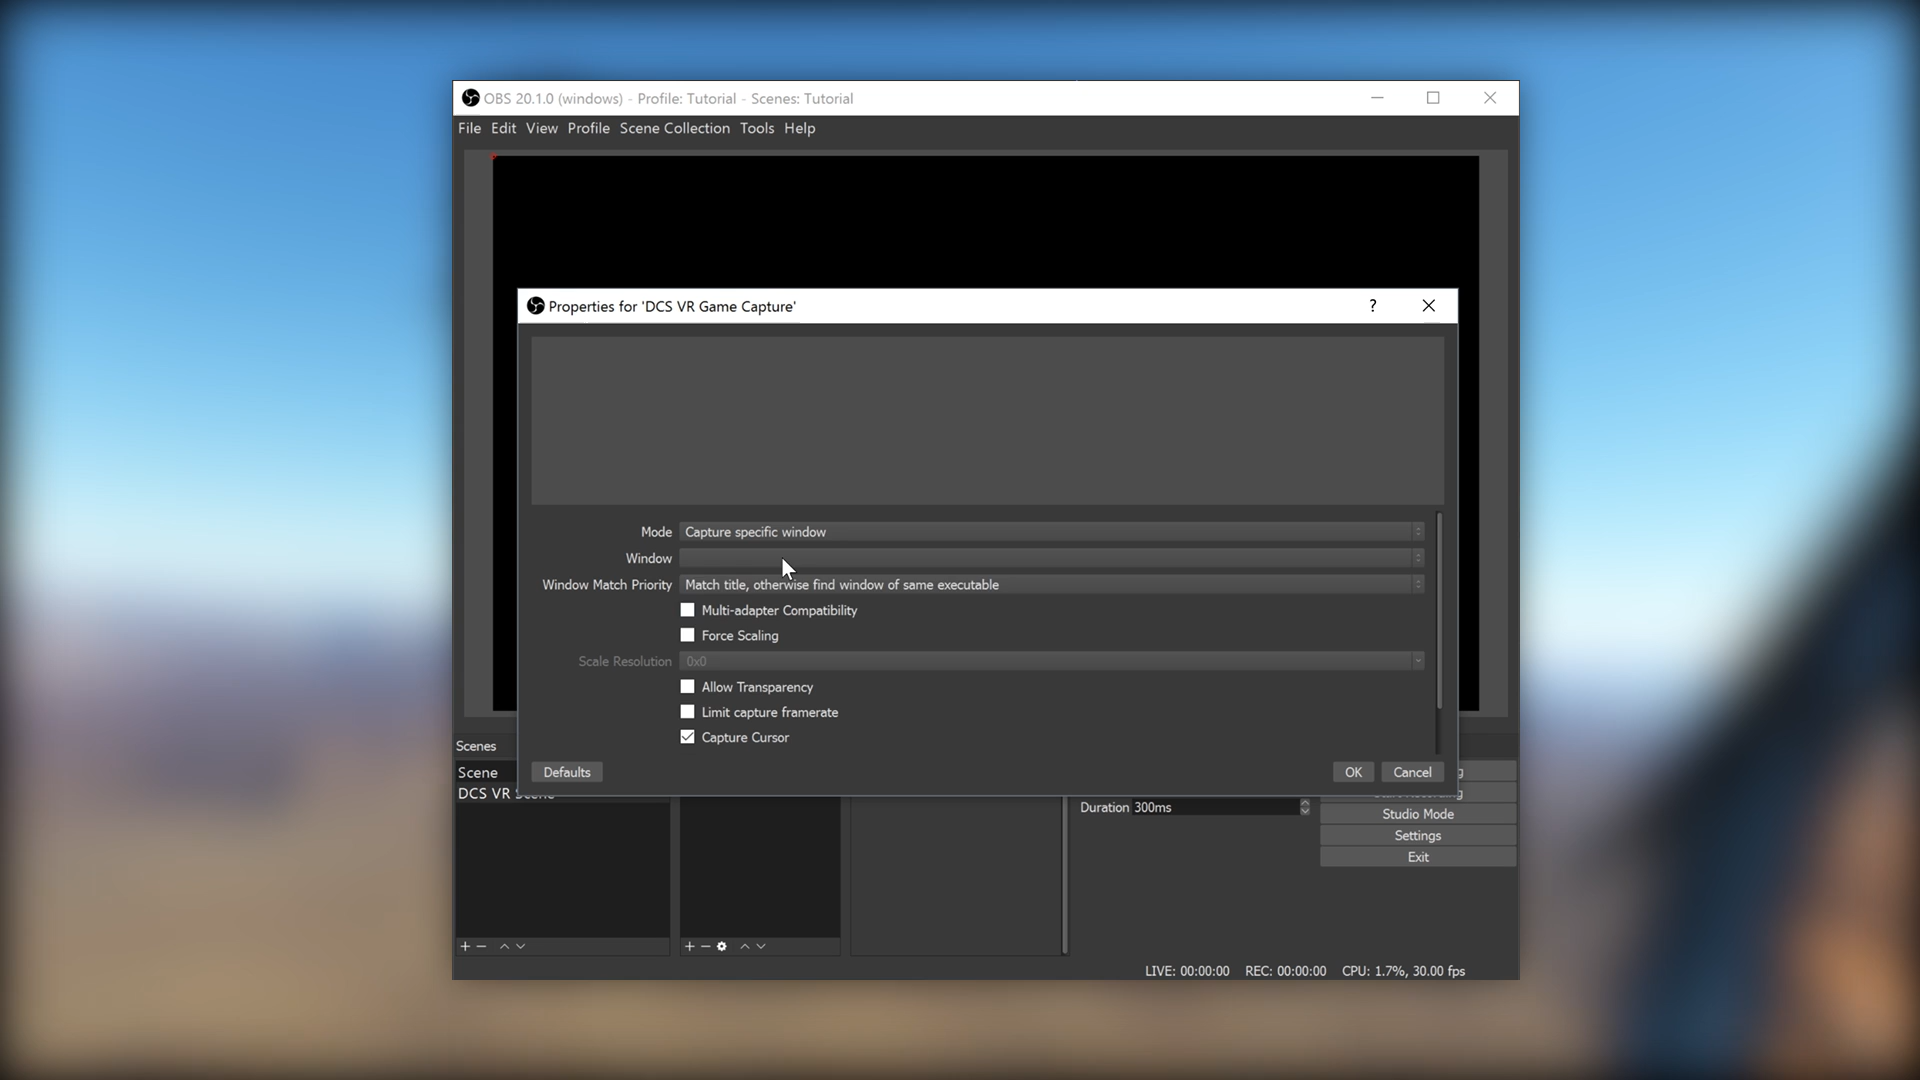 OBS 20.1.0 (windows) - Profile: Tutorial - Scenes: Tutorial
File Edit View Profile Scene Collection Tools Help
Properties for 'DCS VR Game Capture'
?
Mode Capture specific window
Window
Window Match Priority Match title, otherwise find window of same executable
Multi-adapter Compatibility
Force Scaling
Scale Resolution 0x0
Allow Transparency
Limit capture framerate
Capture Cursor
Defaults OK Cancel
Scenes
Scene
DCS VR Scene
Duration 300ms
Studio Mode
Settings
Exit
LIVE: 00:00:00 REC: 00:00:00 CPU: 1.7%, 30.00 fps